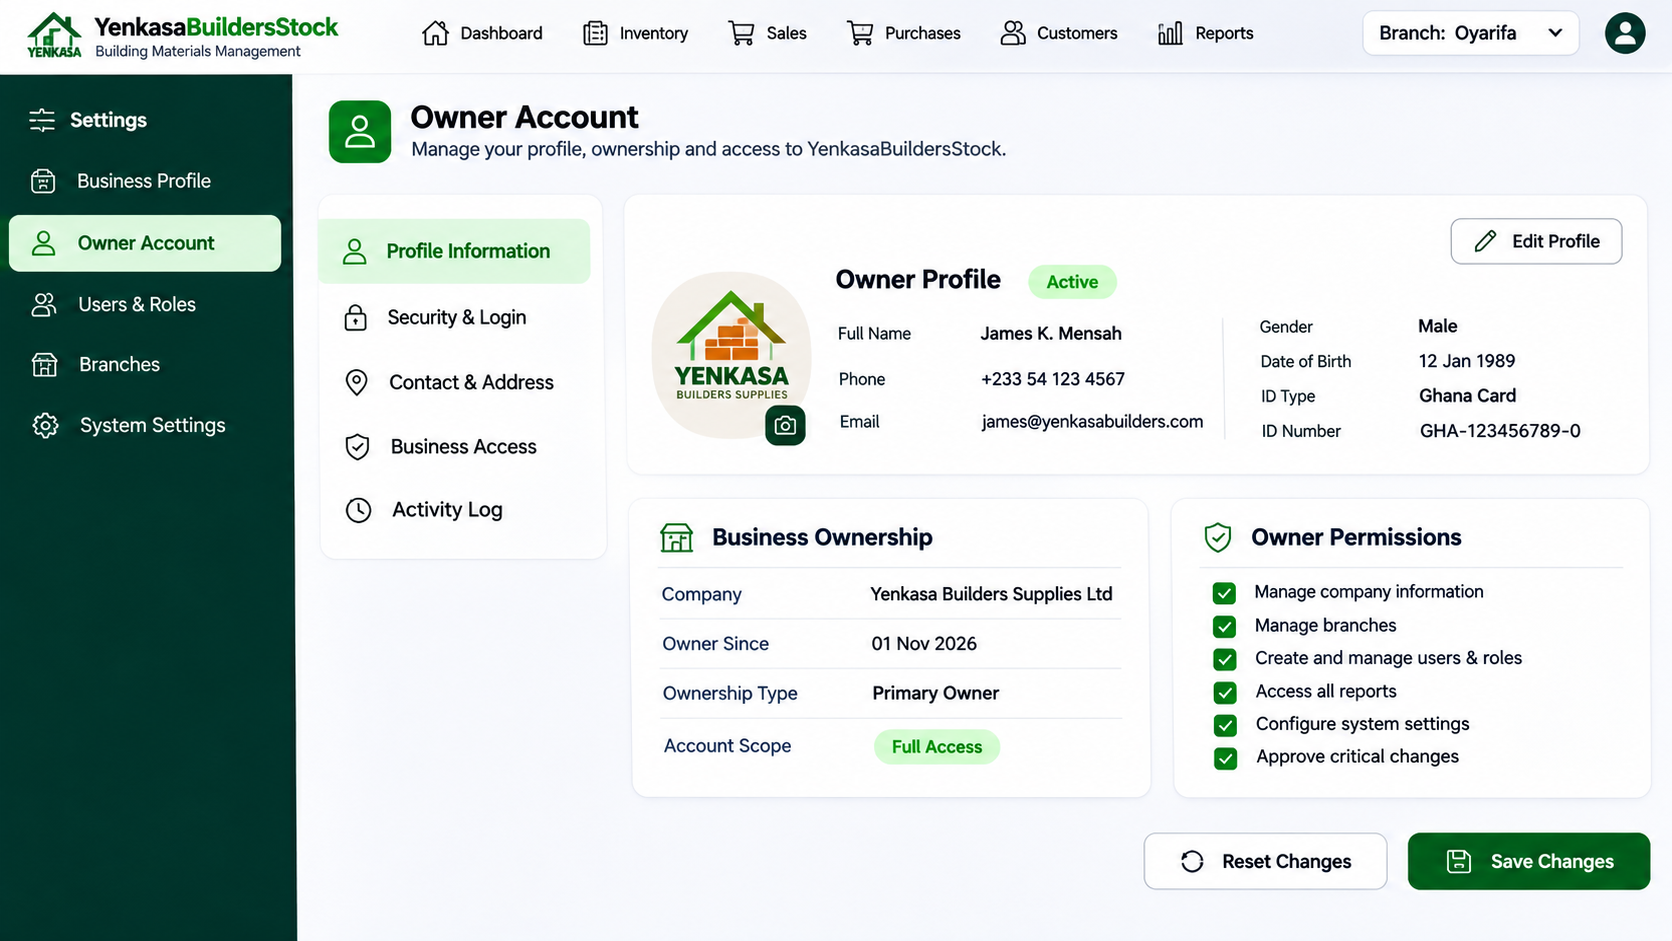 YENKASA
YenkasaBuildersStock
Building Materials Management
Dashboard
Inventory
Sales
Purchases
Customers
Reports
Branch: Oyarifa
Settings
Business Profile
Owner Account
Users & Roles
Branches
System Settings
Owner Account
Manage your profile, ownership and access to YenkasaBuildersStock.
Profile Information
Security & Login
Contact & Address
Business Access
Activity Log
Edit Profile
YENKASA
BUILDERS SUPPLIES
Owner Profile
Active
Full Name James K. Mensah
Phone +233 54 123 4567
Email james@yenkasabuilders.com
Gender Male
Date of Birth 12 Jan 1989
ID Type Ghana Card
ID Number GHA-123456789-0
Business Ownership
Company Yenkasa Builders Supplies Ltd
Owner Since 01 Nov 2026
Ownership Type Primary Owner
Account Scope Full Access
Owner Permissions
Manage company information
Manage branches
Create and manage users & roles
Access all reports
Configure system settings
Approve critical changes
Reset Changes
Save Changes